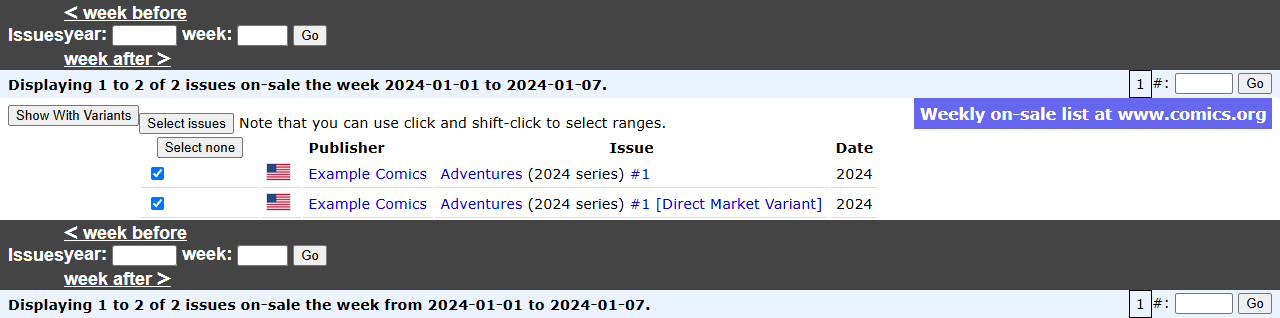 < week before
Issues year: week: Go
week after >
Displaying 1 to 2 of 2 issues on-sale the week 2024-01-01 to 2024-01-07. 1 #: Go
Show With Variants Select issues Note that you can use click and shift-click to select ranges. Weekly on-sale list at www.comics.org
Select none Publisher Issue Date
Example Comics Adventures (2024 series) #1 2024
Example Comics Adventures (2024 series) #1 [Direct Market Variant] 2024
< week before
Issues year: week: Go
week after >
Displaying 1 to 2 of 2 issues on-sale the week from 2024-01-01 to 2024-01-07. 1 #: Go